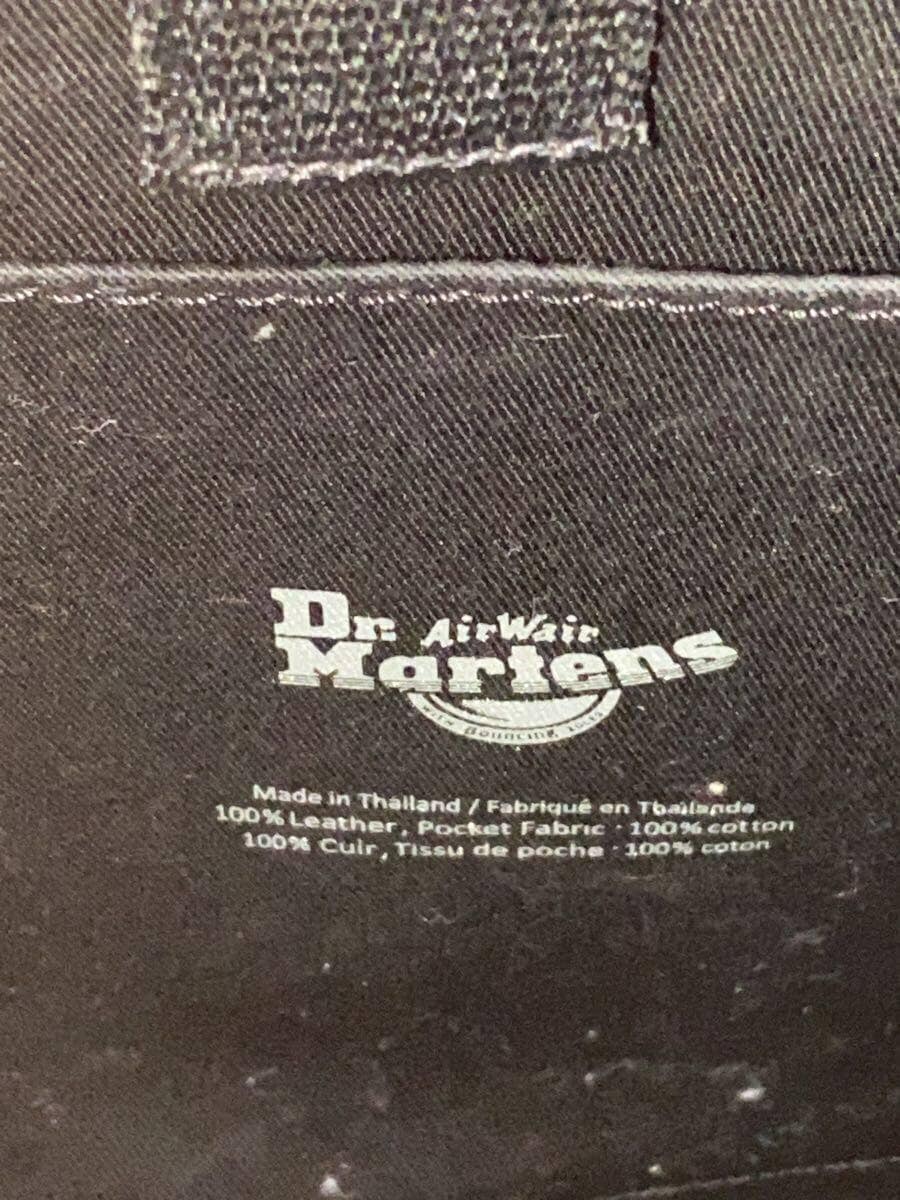 Dr. AirWair
Martens
WITH Bouncing SOLES
Made in Thailand / Fabriqué en Thaïlande
100% Leather, Pocket Fabric · 100% cotton
100% Cuir, Tissu de poche · 100% coton